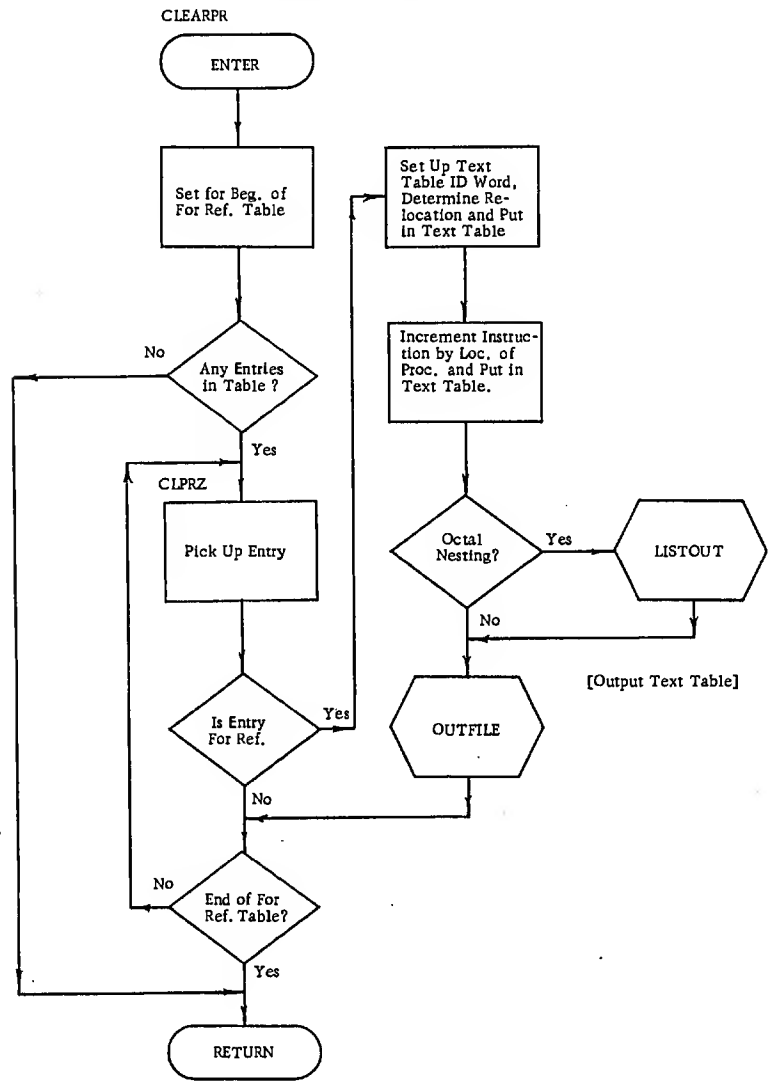 CLEARPR
ENTER
Set for Beg. of
For Ref. Table
No
Any Entries
in Table ?
Yes
CLPRZ
Pick Up Entry
Is Entry
For Ref.
Yes
No
No
End of For
Ref. Table?
Yes
RETURN
Set Up Text
Table ID Word,
Determine Re-
location and Put
in Text Table
Increment Instruc-
tion by Loc. of
Proc. and Put in
Text Table.
Octal
Nesting?
Yes
LISTOUT
No
[Output Text Table]
OUTFILE